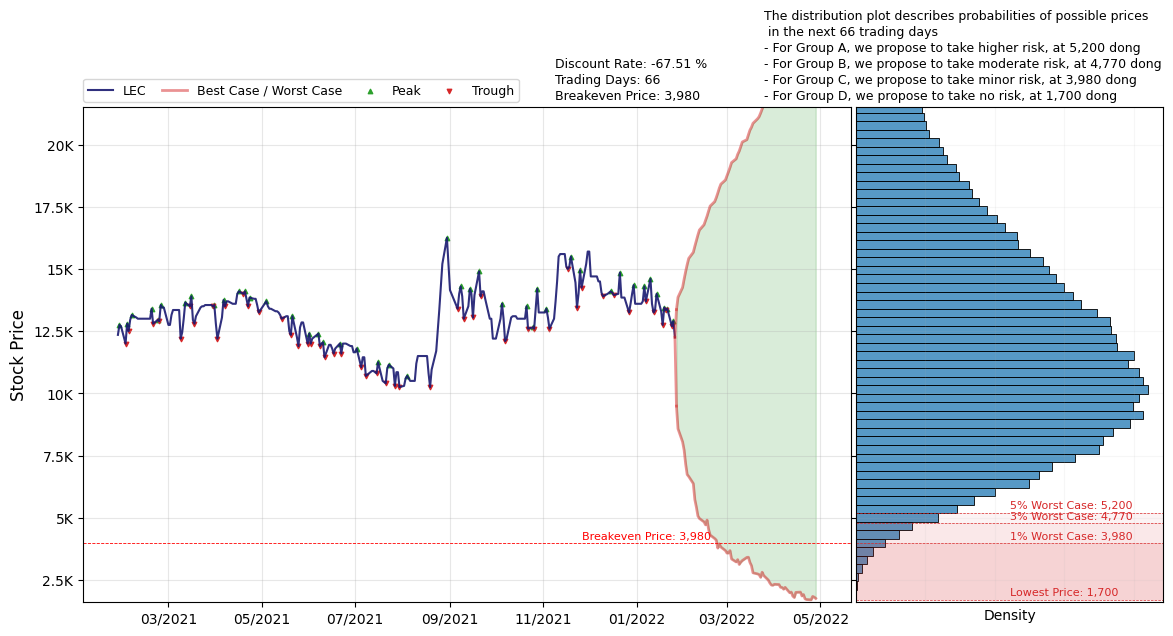 The distribution plot describes probabilities of possible prices
in the next 66 trading days
- For Group A, we propose to take higher risk, at 5,200 dong
- For Group B, we propose to take moderate risk, at 4,770 dong
- For Group C, we propose to take minor risk, at 3,980 dong
- For Group D, we propose to take no risk, at 1,700 dong
Discount Rate: -67.51 %
Trading Days: 66
Breakeven Price: 3,980
LEC
Best Case / Worst Case
Peak
Trough
Stock Price
20K
17.5K
15K
12.5K
10K
7.5K
5K
2.5K
Breakeven Price: 3,980
5% Worst Case: 5,200
3% Worst Case: 4,770
1% Worst Case: 3,980
Lowest Price: 1,700
03/2021
05/2021
07/2021
09/2021
11/2021
01/2022
03/2022
05/2022
Density